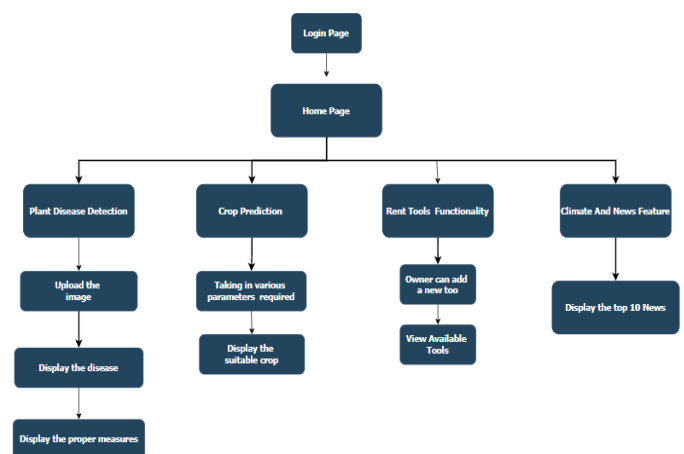 Login Page
Home Page
Plant Disease Detection
Crop Prediction
Rent Tools Functionality
Climate And News Feature
Upload the
image
Taking in various
parameters required
Owner can add
a new too
Display the top 10 News
Display the disease
Display the
suitable crop
View Available
Tools
Display the proper measures